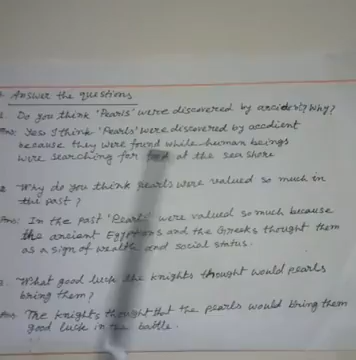 Answer the questions.
Do you think 'Pearls' were discovered by accident? Why?
Ans: Yes I think 'Pearls' were discovered by accdient
because they were found while human beings
were searching for food at the sea shore
2. Why do you think pearls were valued so much in
the past?
Ans: In the past 'Pearls' were valued so much because
the ancient Egyptians and the Greeks thought them
as a sign of wealth and social status.
3. What good luck the knights thought would pearls
bring them?
Ans. The knights thought that the pearls would bring them
good luck in the battle.